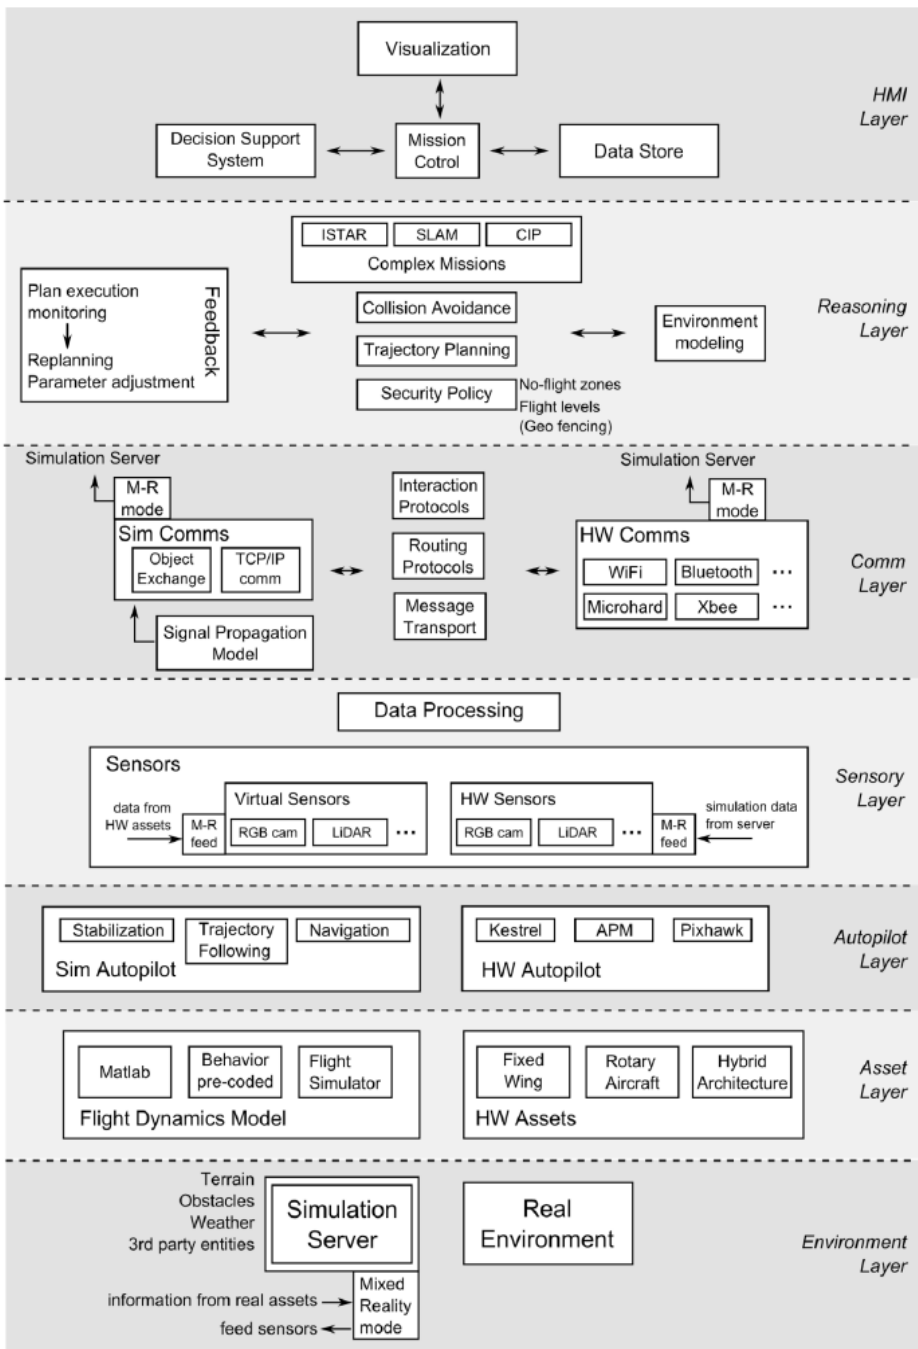 Visualization
HMI
Layer
Decision Support
System
Mission
Cotrol
Data Store
ISTAR
SLAM
CIP
Complex Missions
Plan execution
monitoring
Replanning
Parameter adjustment
Feedback
Collision Avoidance
Trajectory Planning
Security Policy
No-flight zones
Flight levels
(Geo fencing)
Environment
modeling
Reasoning
Layer
Simulation Server
M-R
mode
Sim Comms
Object
Exchange
TCP/IP
comm
Signal Propagation
Model
Interaction
Protocols
Routing
Protocols
Message
Transport
Simulation Server
M-R
mode
HW Comms
WiFi
Bluetooth
...
Microhard
Xbee
...
Comm
Layer
Data Processing
Sensors
data from
HW assets
M-R
feed
Virtual Sensors
RGB cam
LiDAR
...
HW Sensors
RGB cam
LiDAR
...
M-R
feed
simulation data
from server
Sensory
Layer
Stabilization
Trajectory
Following
Navigation
Sim Autopilot
Kestrel
APM
Pixhawk
HW Autopilot
Autopilot
Layer
Matlab
Behavior
pre-coded
Flight
Simulator
Flight Dynamics Model
Fixed
Wing
Rotary
Aircraft
Hybrid
Architecture
HW Assets
Asset
Layer
Terrain
Obstacles
Weather
3rd party entities
Simulation
Server
Real
Environment
information from real assets
feed sensors
Mixed
Reality
mode
Environment
Layer